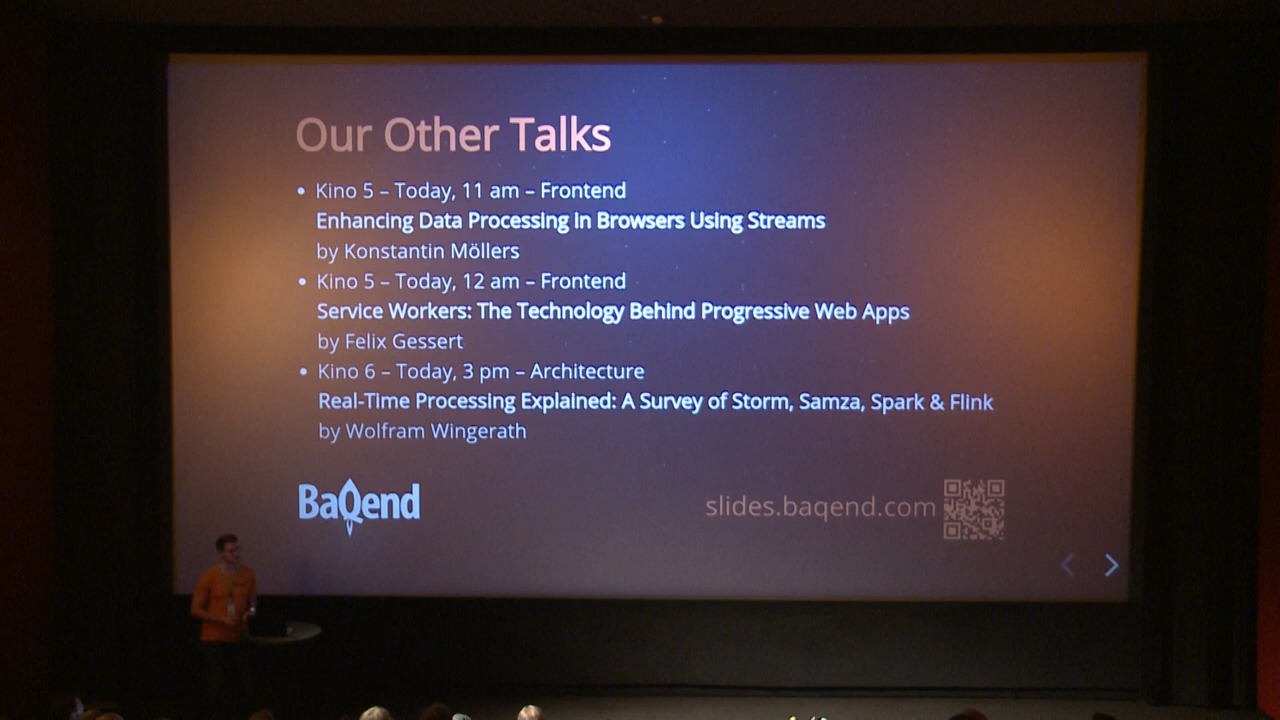 Our Other Talks
• Kino 5 – Today, 11 am – Frontend
Enhancing Data Processing in Browsers Using Streams
by Konstantin Möllers
• Kino 5 – Today, 12 am – Frontend
Service Workers: The Technology Behind Progressive Web Apps
by Felix Gessert
• Kino 6 – Today, 3 pm – Architecture
Real-Time Processing Explained: A Survey of Storm, Samza, Spark & Flink
by Wolfram Wingerath
BaQend
slides.baqend.com